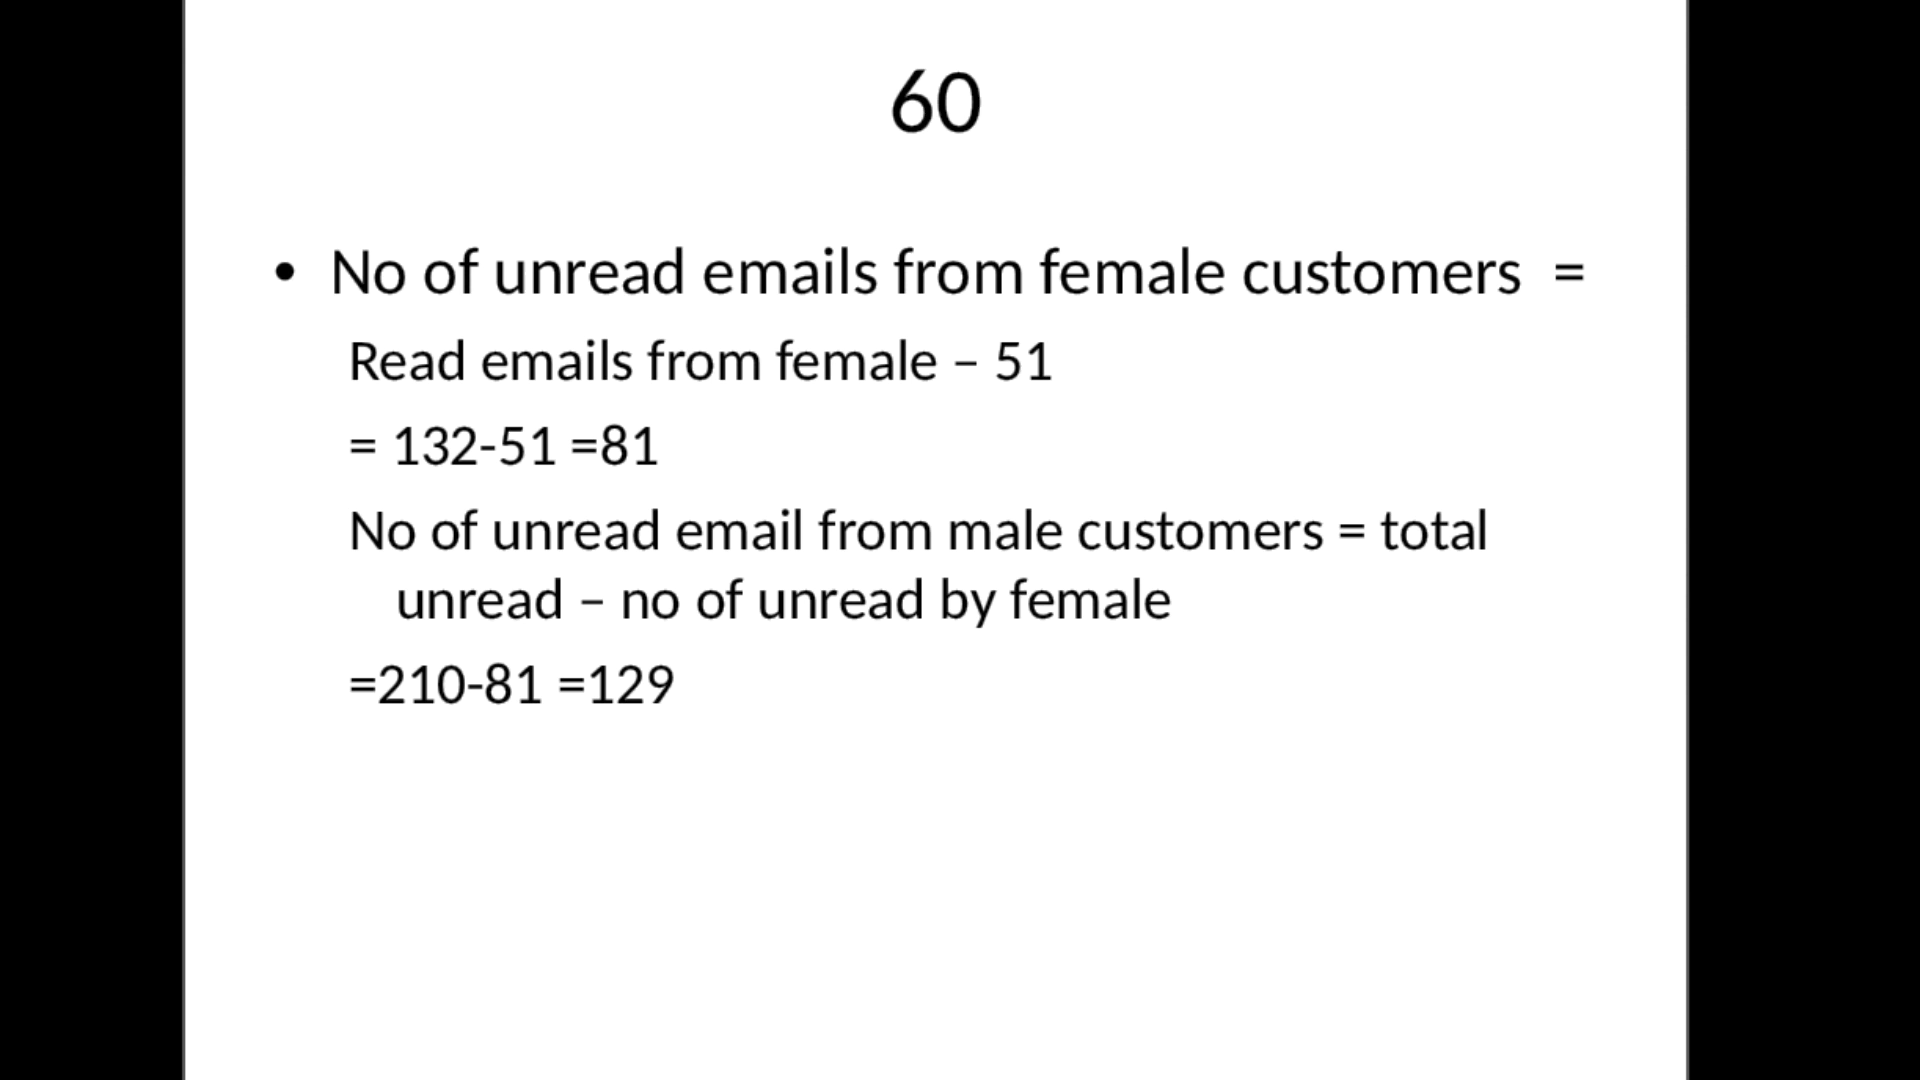 60
• No of unread emails from female customers =
Read emails from female – 51
= 132-51 =81
No of unread email from male customers = total
unread – no of unread by female
=210-81 =129